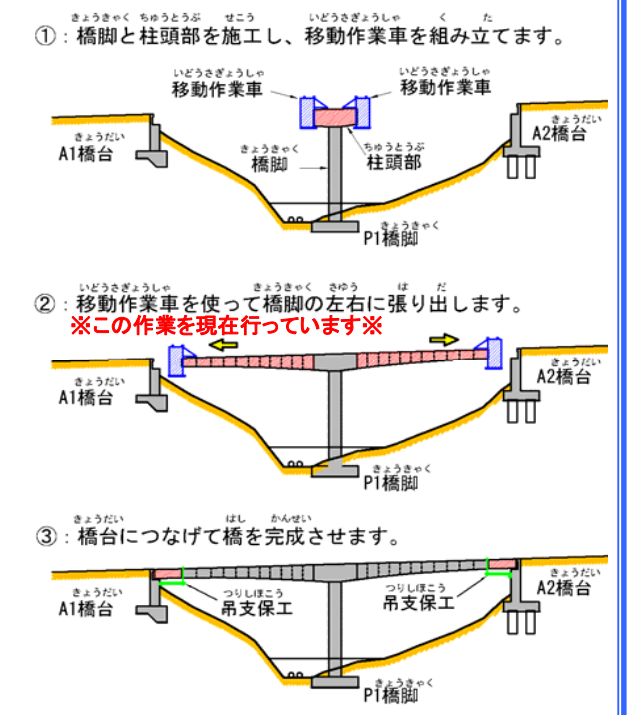 きょうきゃく ちゅうとうぶ せこう いどうさぎょうしゃ く た
①：橋脚と柱頭部を施工し、移動作業車を組み立てます。
いどうさぎょうしゃ いどうさぎょうしゃ
移動作業車 移動作業車
きょうだい きょうだい
A1橋台 A2橋台
きょうきゃく ちゅうとうぶ
橋脚 柱頭部
きょうきゃく
P1橋脚
いどうさぎょうしゃ きょうきゃく さゆう は だ
②：移動作業車を使って橋脚の左右に張り出します。
※この作業を現在行っています※
きょうだい きょうだい
A1橋台 A2橋台
きょうきゃく
P1橋脚
きょうだい はし かんせい
③：橋台につなげて橋を完成させます。
きょうだい つりしほこう つりしほこう きょうだい
A1橋台 吊支保工 吊支保工 A2橋台
きょうきゃく
P1橋脚